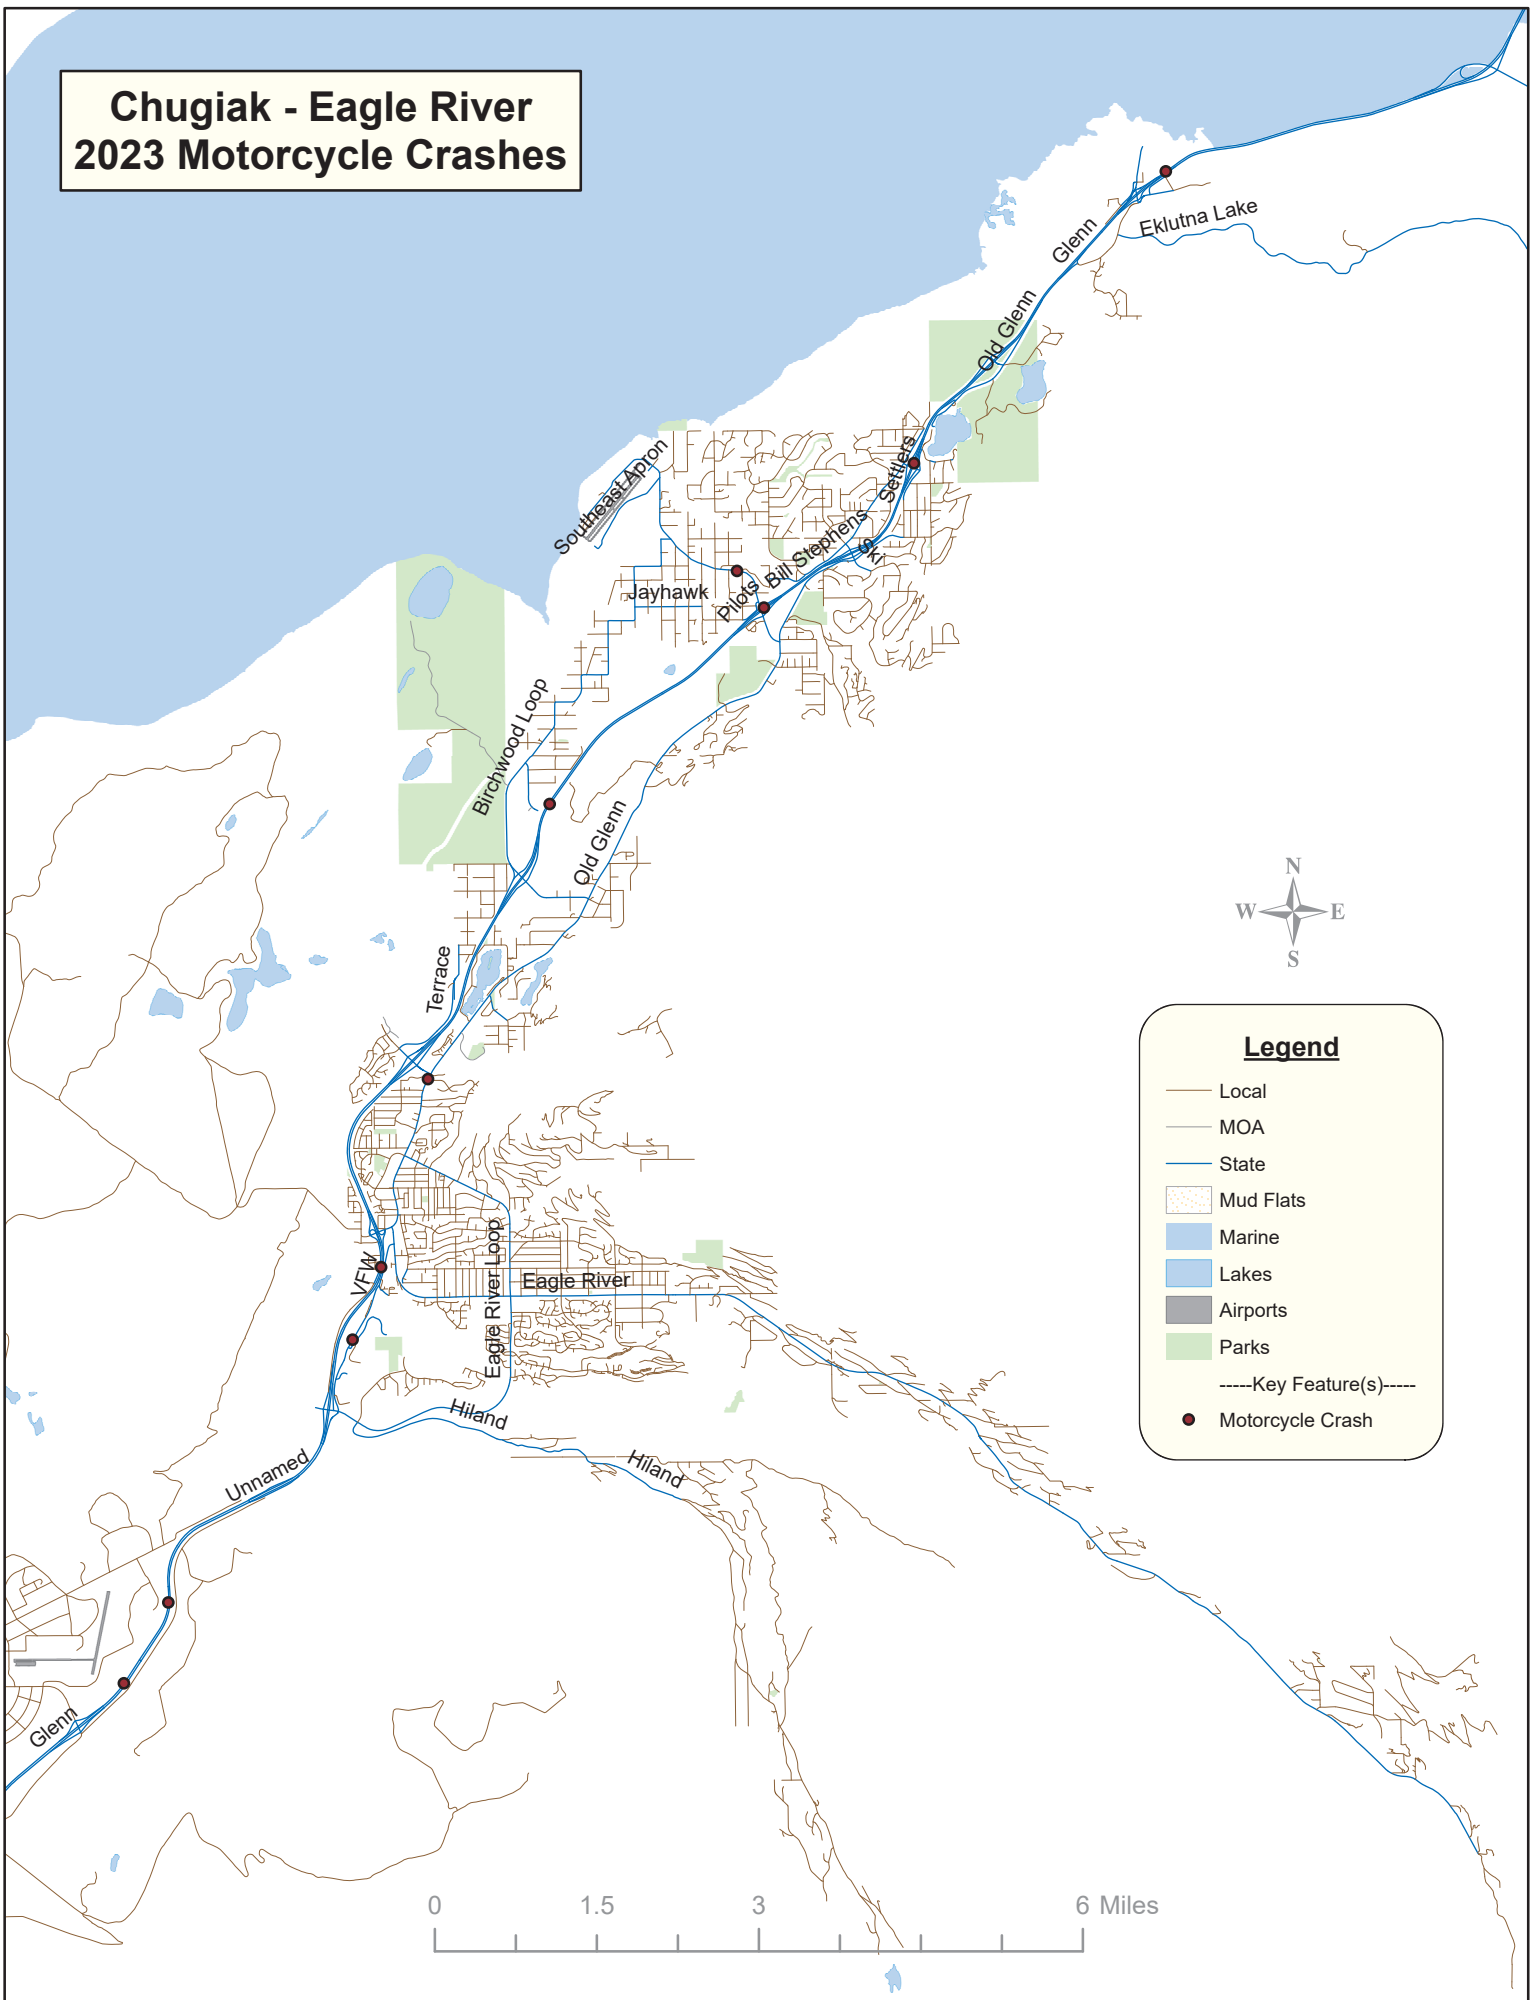 Chugiak - Eagle River
2023 Motorcycle Crashes
Glenn
Eklutna Lake
Old Glenn
Settlers
Southeast Apron
Bill Stephens
Ski
Jayhawk
Pilots
Birchwood Loop
Old Glenn
Terrace
VFW
Eagle River Loop
Eagle River
Hiland
Hiland
Unnamed
Glenn
N
W
E
S
Legend
Local
MOA
State
Mud Flats
Marine
Lakes
Airports
Parks
-----Key Feature(s)-----
Motorcycle Crash
0 1.5 3 6 Miles